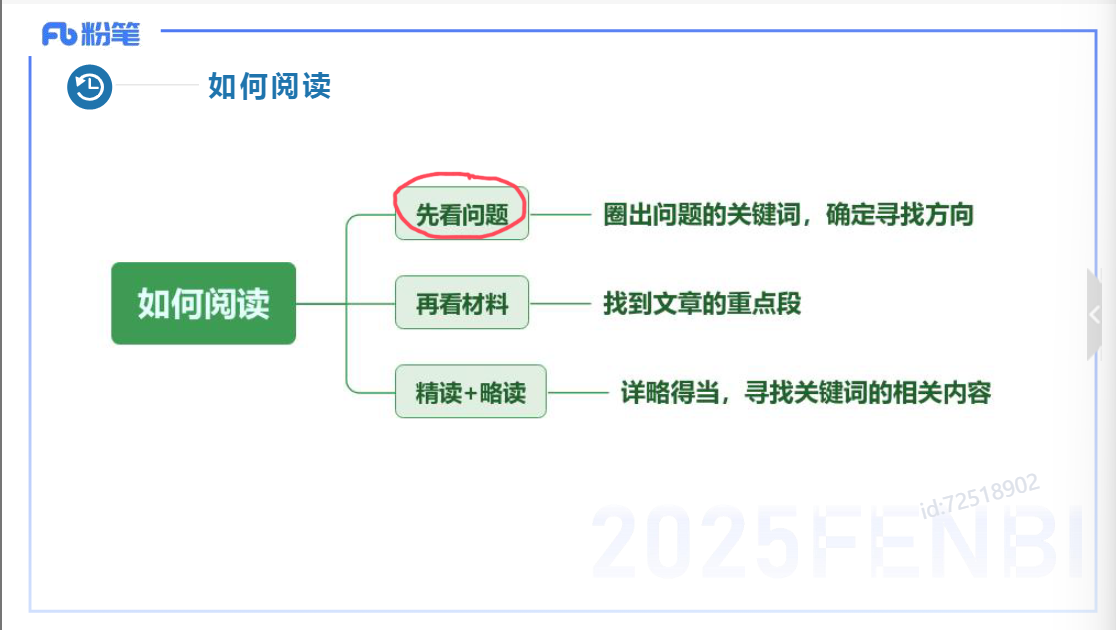 粉笔
如何阅读
先看问题
圈出问题的关键词，确定寻找方向
如何阅读
再看材料
找到文章的重点段
精读+略读
详略得当，寻找关键词的相关内容
id:72518902
2025FENBI